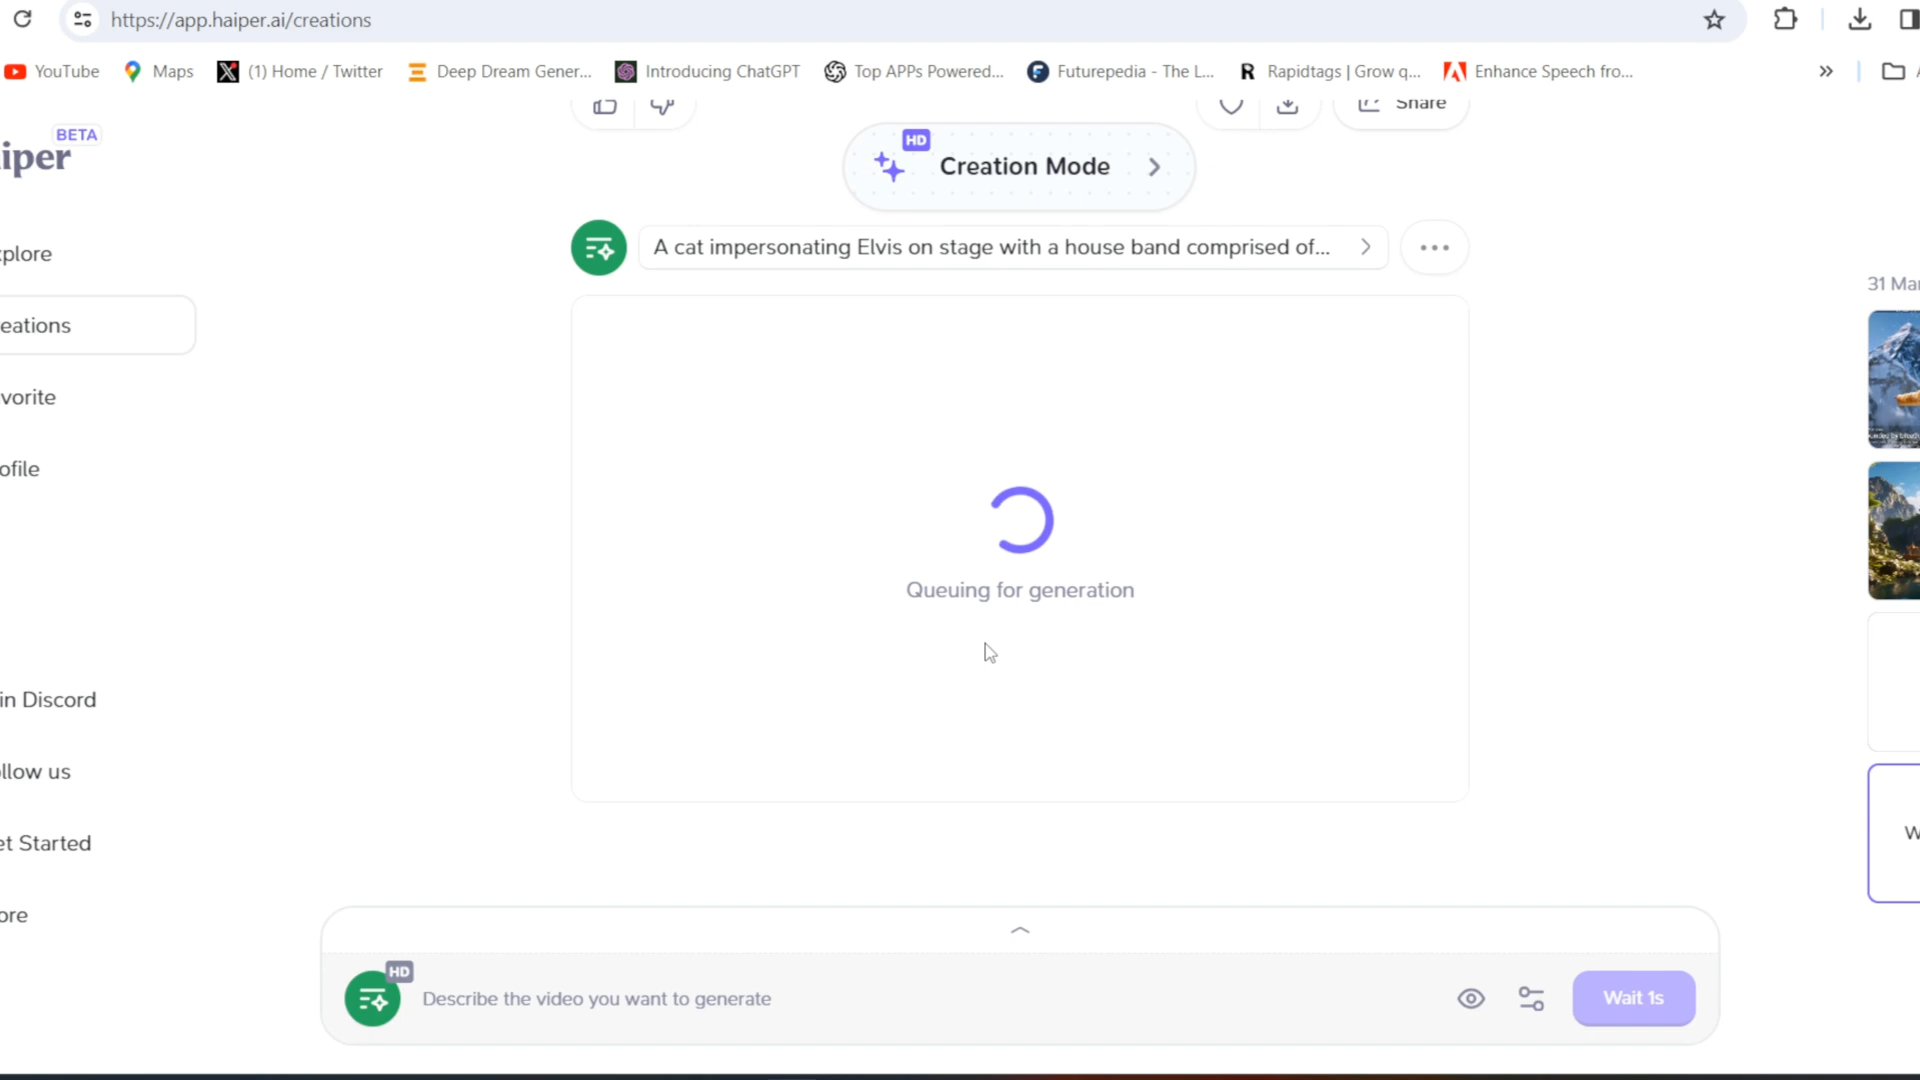 https://app.haiper.ai/creations
YouTube Maps (1) Home / Twitter Deep Dream Gener... Introducing ChatGPT Top APPs Powered... Futurepedia - The L... Rapidtags | Grow q... Enhance Speech fro...
Share
BETA
iper
HD
Creation Mode
A cat impersonating Elvis on stage with a house band comprised of...
plore
31 Mar
eations
vorite
ofile
Queuing for generation
in Discord
llow us
et Started
W
ore
HD
Describe the video you want to generate
Wait 1s